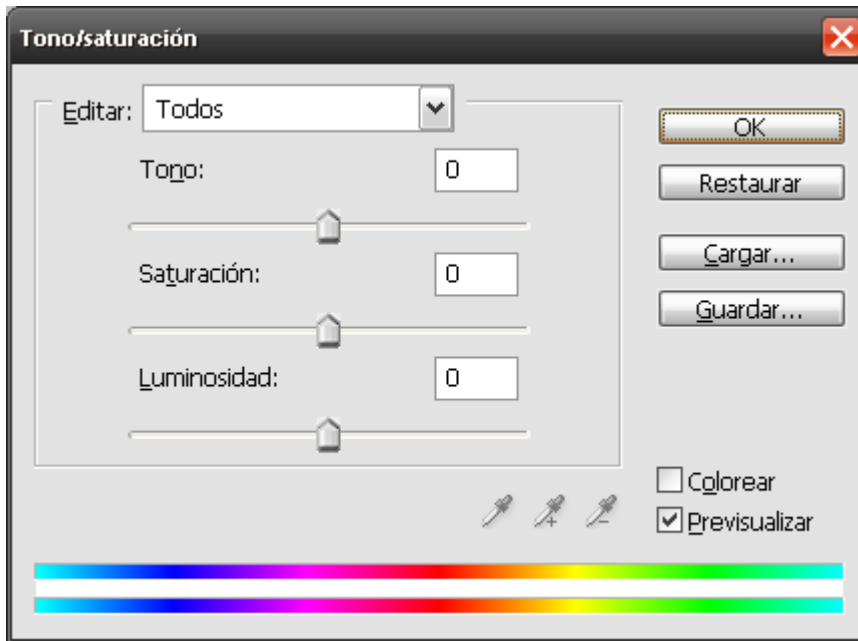 Tono/saturación
Editar: Todos
OK
Tono: 0
Restaurar
Saturación: 0
Cargar...
Guardar...
Luminosidad: 0
Colorear
Previsualizar